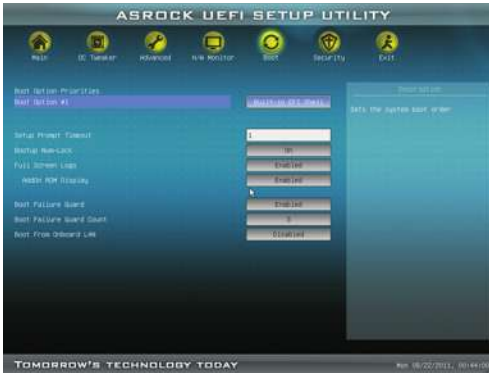 ASROCK UEFI SETUP UTILITY
Main
OC Tweaker
Advanced
H/W Monitor
Boot
Security
Exit
Boot Option Priorities
Boot Option #1
Built-in EFI Shell
Setup Prompt Timeout
1
Bootup Num-Lock
On
Full Screen Logo
Enabled
AddOn ROM Display
Enabled
Boot Failure Guard
Enabled
Boot Failure Guard Count
Boot From Onboard LAN
Disabled
Description
Sets the system boot order
TOMORROW'S TECHNOLOGY TODAY